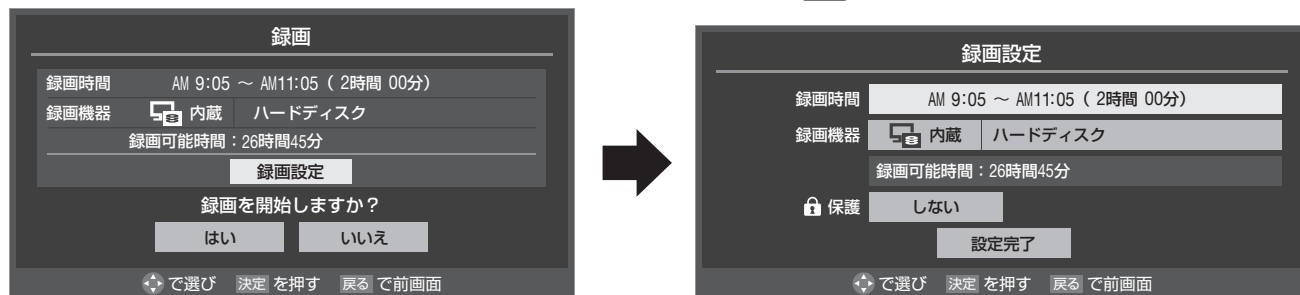 録画
録画時間 AM 9:05 ～ AM11:05 ( 2時間 00分)
録画機器 内蔵 ハードディスク
録画可能時間：26時間45分
録画設定
録画を開始しますか？
はい いいえ
で選び 決定 を押す 戻る で前画面
録画設定
録画時間 AM 9:05 ～ AM11:05 ( 2時間 00分)
録画機器 内蔵 ハードディスク
録画可能時間：26時間45分
保護 しない
設定完了
で選び 決定 を押す 戻る で前画面